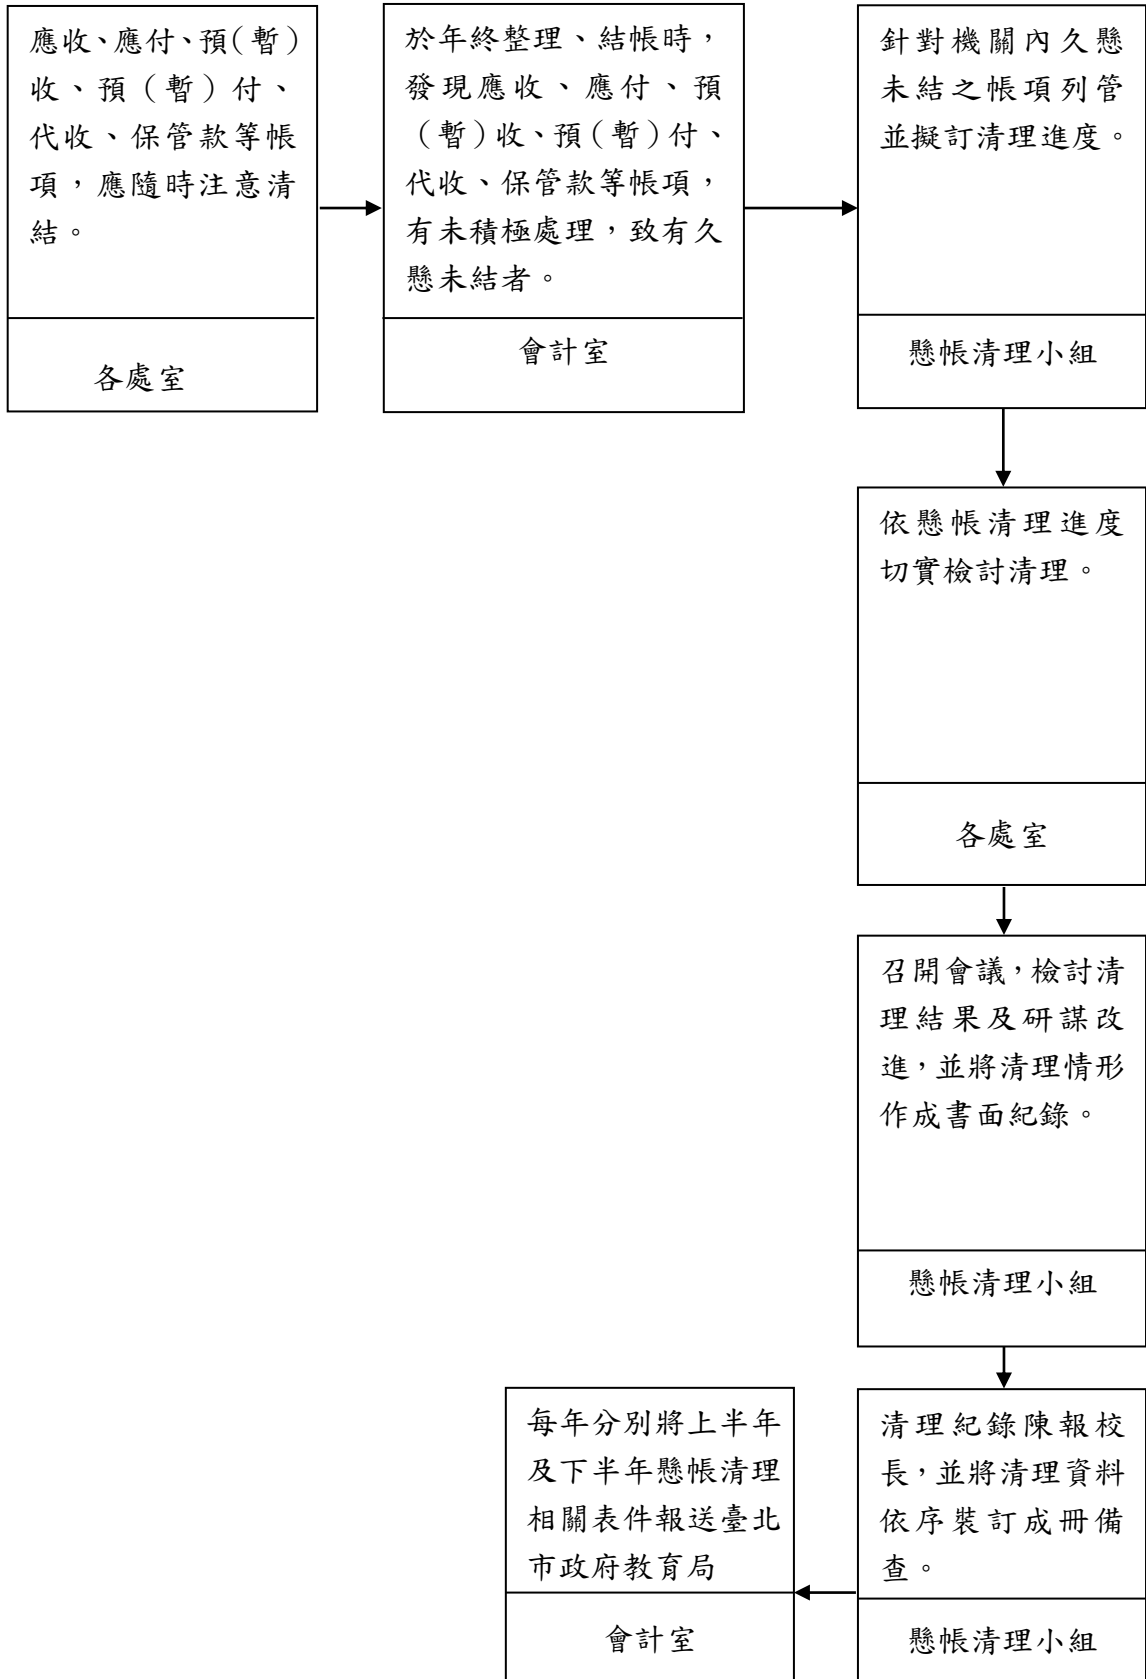 應收、應付、預(暫)
收、預(暫)付、
代收、保管款等帳
項，應隨時注意清
結。
各處室
於年終整理、結帳時，
發現應收、應付、預
(暫)收、預(暫)付、
代收、保管款等帳項，
有未積極處理，致有久
懸未結者。
會計室
針對機關內久懸
未結之帳項列管
並擬訂清理進度。
懸帳清理小組
依懸帳清理進度
切實檢討清理。
各處室
召開會議，檢討清
理結果及研謀改
進，並將清理情形
作成書面紀錄。
懸帳清理小組
清理紀錄陳報校
長，並將清理資料
依序裝訂成冊備
查。
懸帳清理小組
每年分別將上半年
及下半年懸帳清理
相關表件報送臺北
市政府教育局
會計室